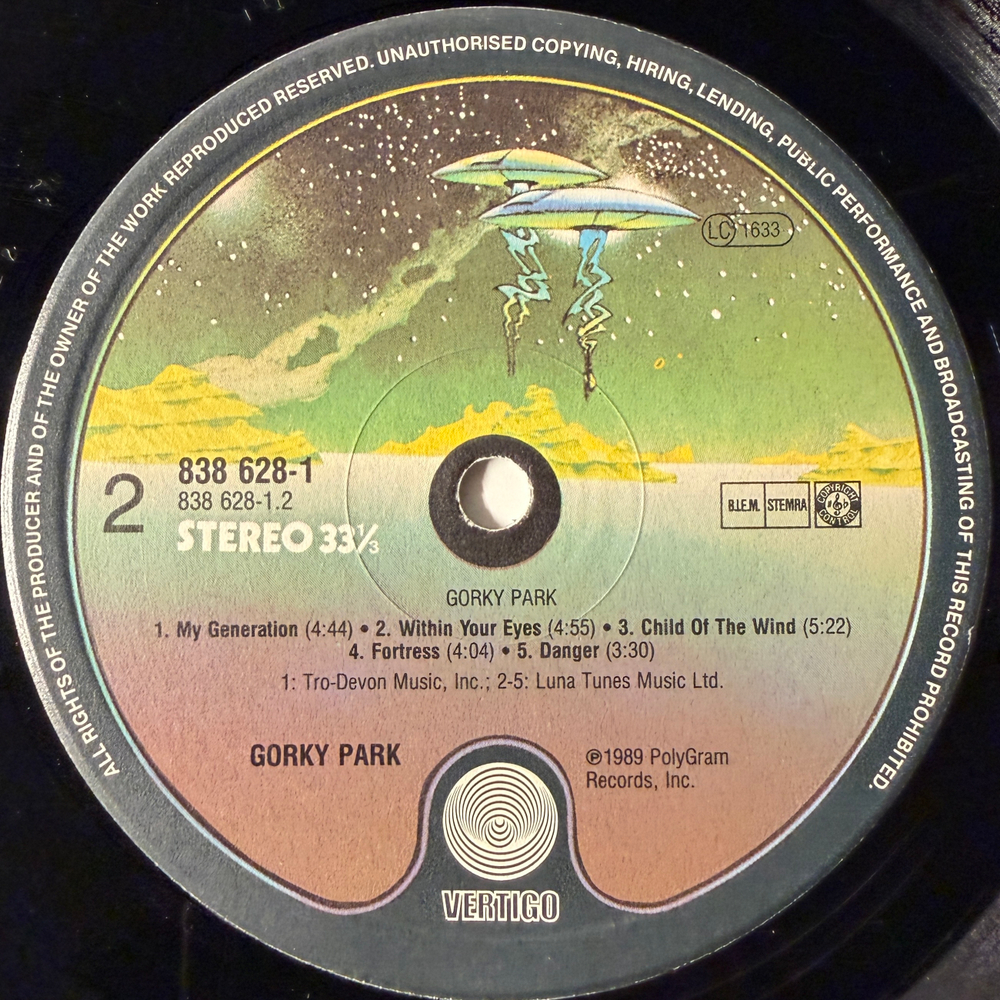 ALL RIGHTS OF THE PRODUCER AND OF THE OWNER OF THE WORK REPRODUCED RESERVED. UNAUTHORISED COPYING, HIRING, LENDING, PUBLIC PERFORMANCE AND BROADCASTING OF THIS RECORD PROHIBITED.
LC 1633
2
838 628-1
838 628-1.2
STEREO 33⅓
B.I.E.M. STEMRA
COPYRIGHT CONTROL
GORKY PARK
1. My Generation (4:44) • 2. Within Your Eyes (4:55) • 3. Child Of The Wind (5:22)
4. Fortress (4:04) • 5. Danger (3:30)
1: Tro-Devon Music, Inc.; 2-5: Luna Tunes Music Ltd.
GORKY PARK
℗1989 PolyGram
Records, Inc.
VERTIGO